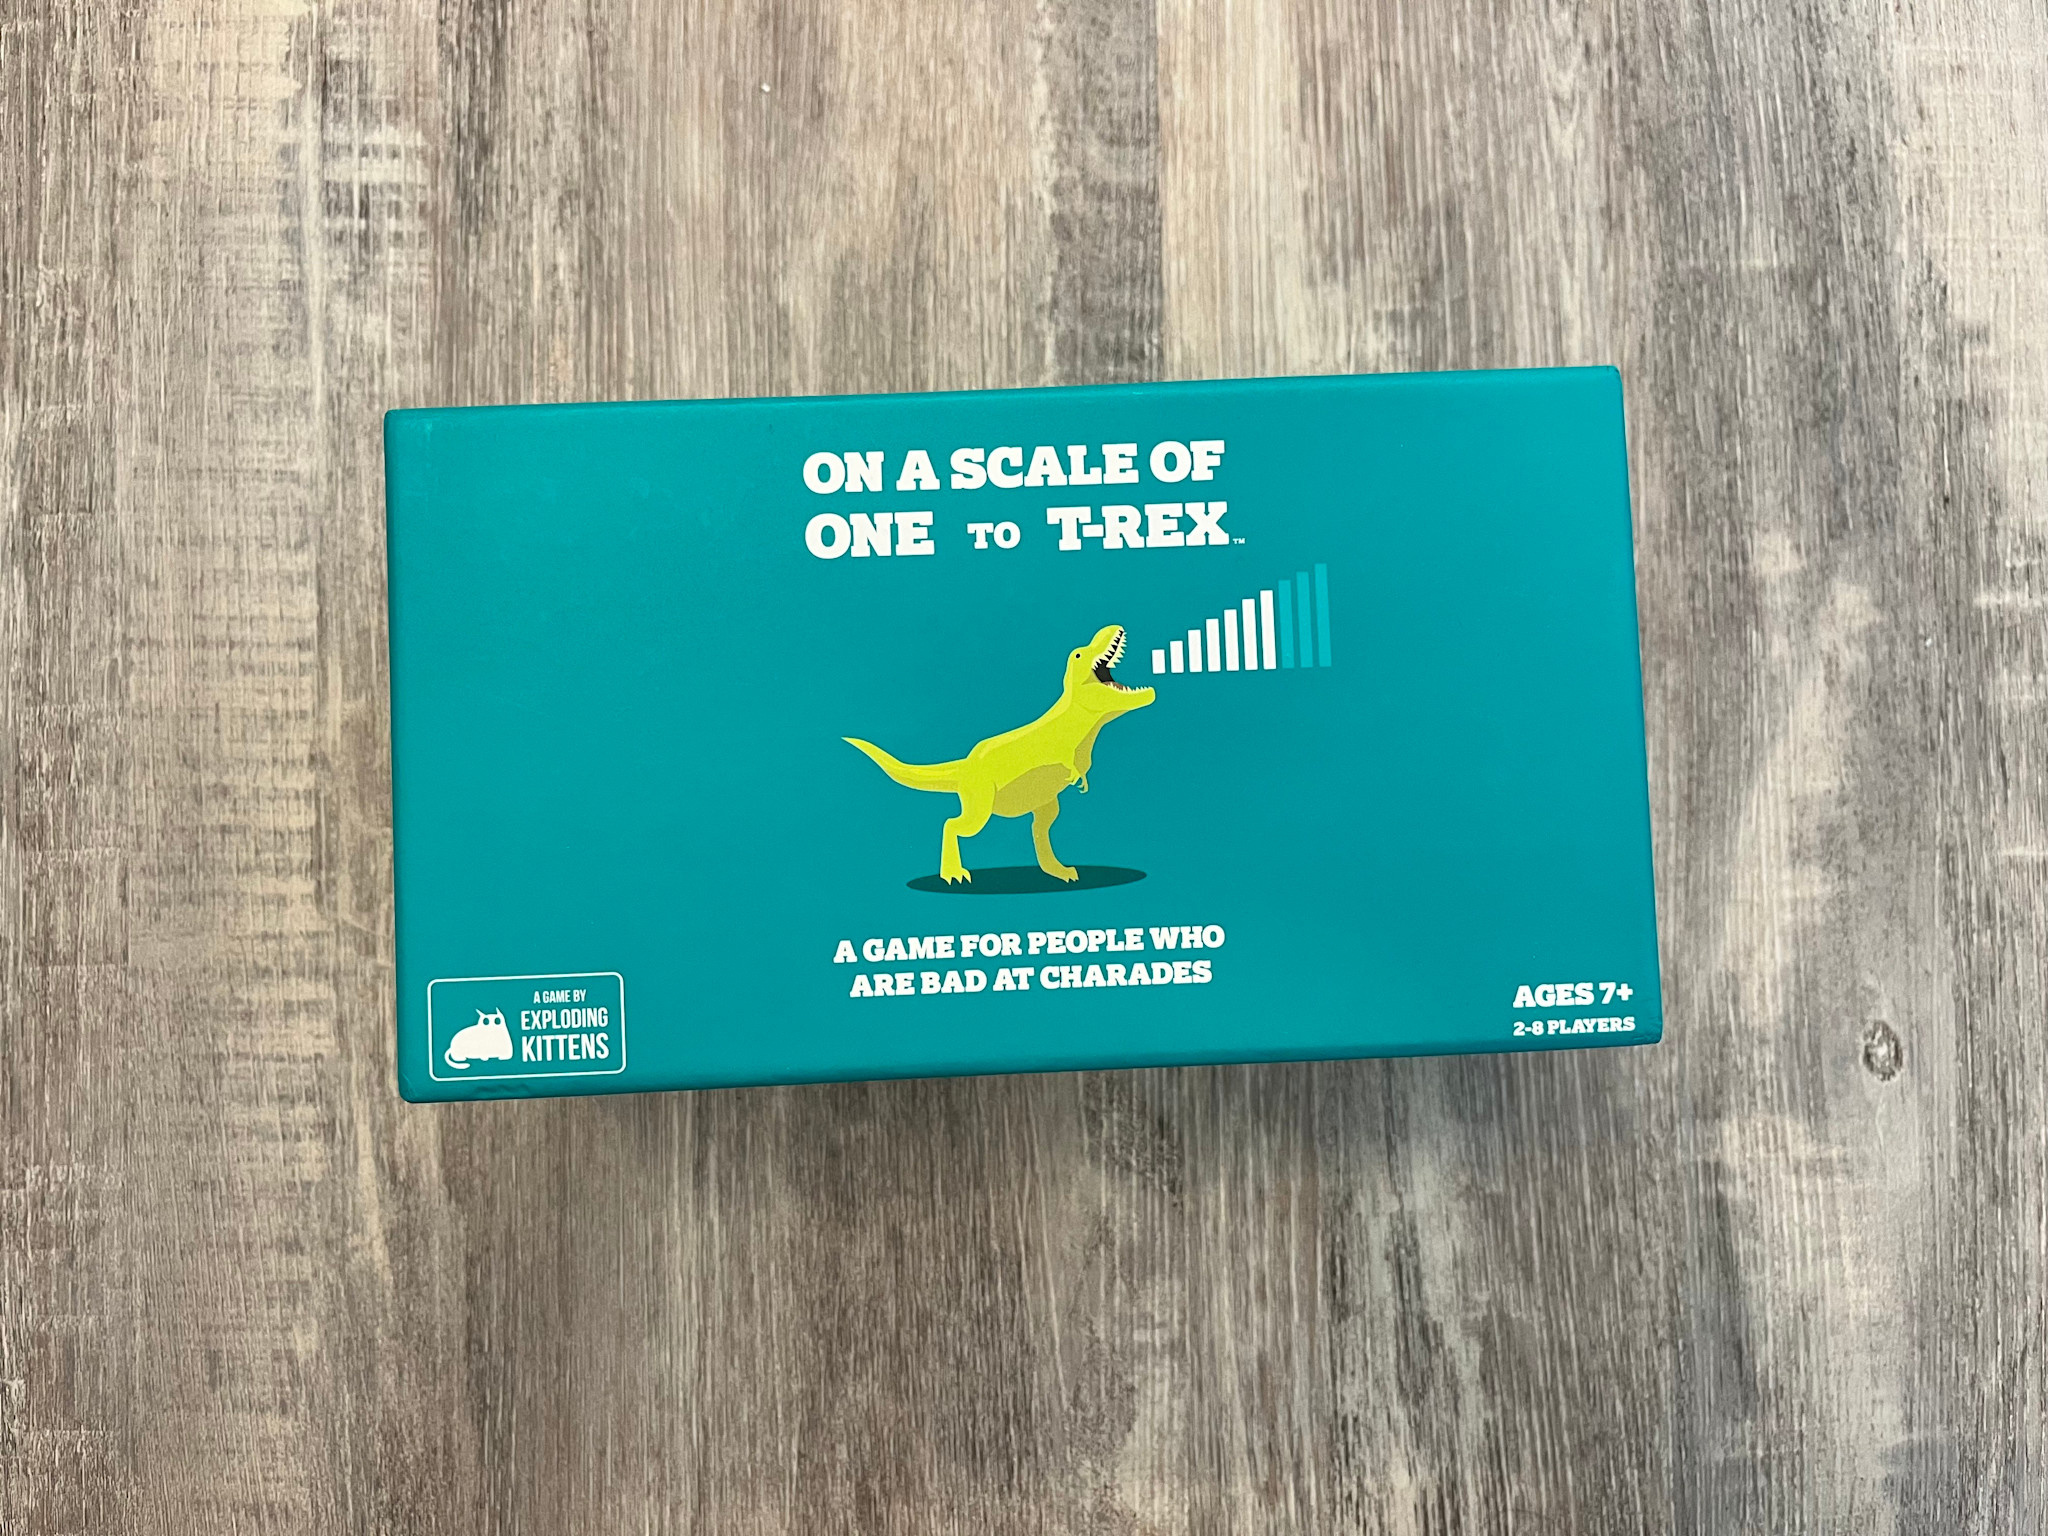 ON A SCALE OF
ONE TO T-REX™
A GAME FOR PEOPLE WHO
ARE BAD AT CHARADES
A GAME BY
EXPLODING
KITTENS
AGES 7+
2-8 PLAYERS